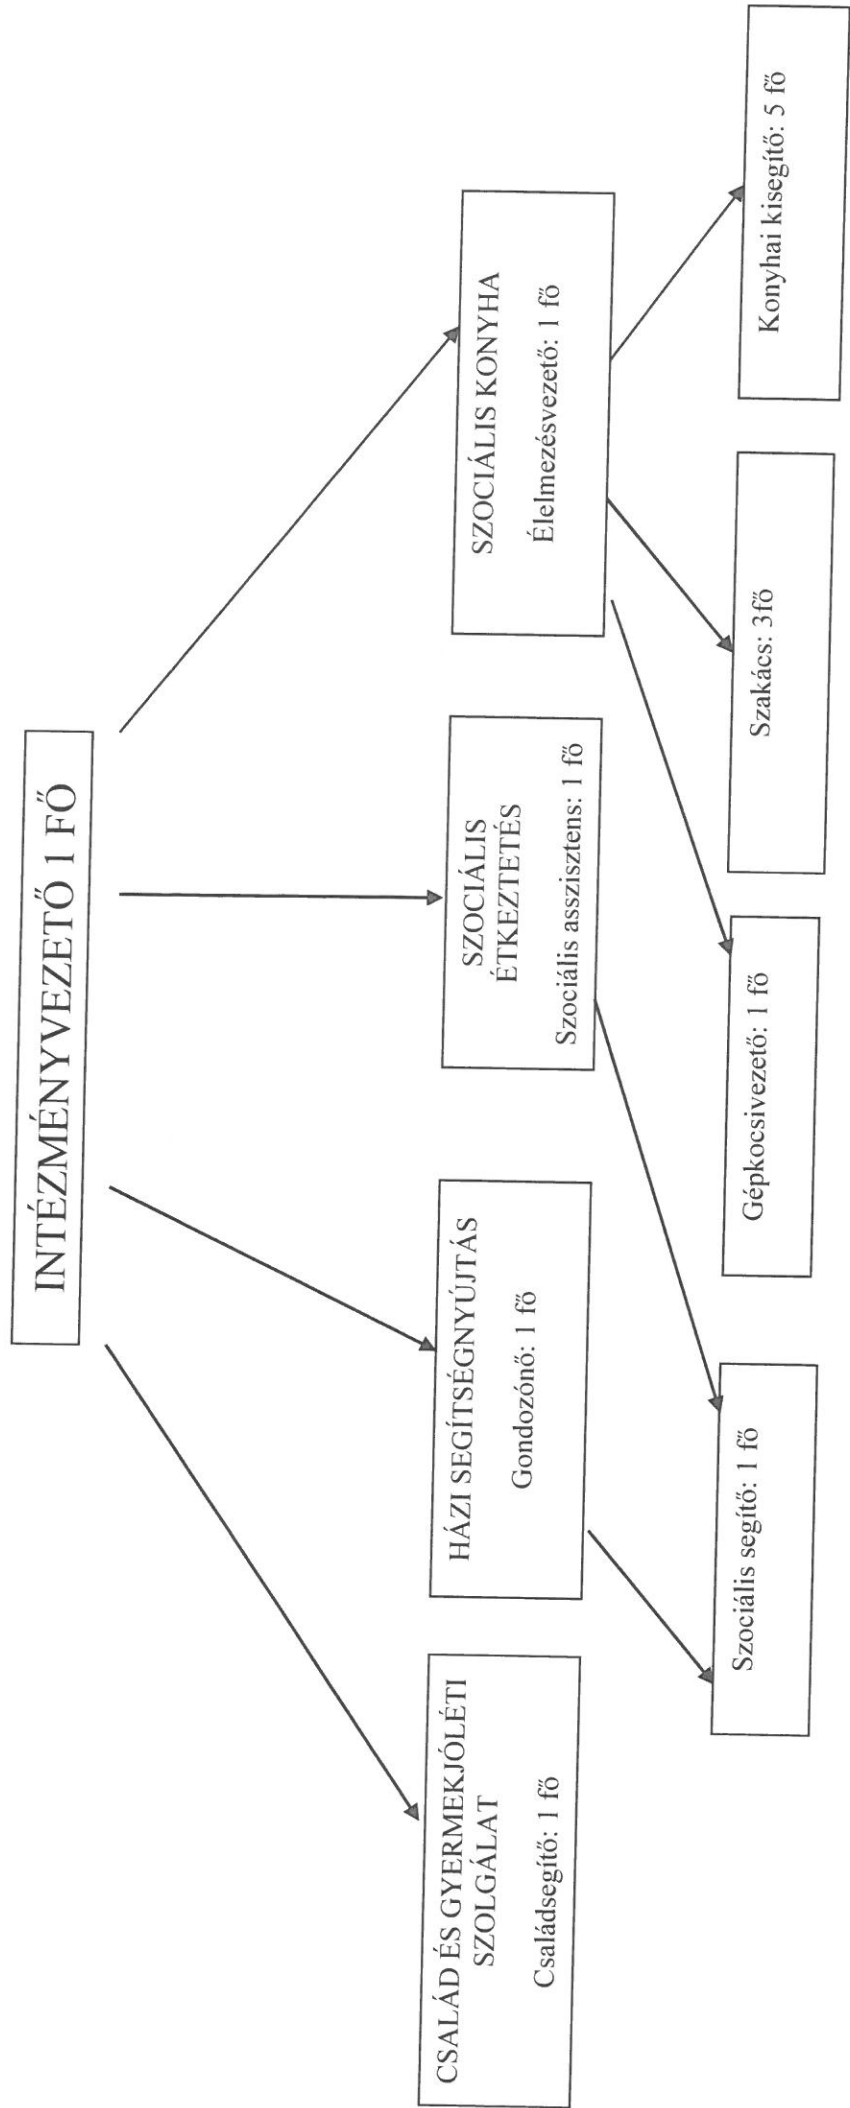 INTÉZMÉNYVEZETŐ 1 FŐ
CSALÁD ÉS GYERMEKJÓLÉTI
SZOLGÁLAT
Családsegítő: 1 fő
HÁZI SEGÍTSÉGNYÚJTÁS
Gondozónő: 1 fő
SZOCIÁLIS
ÉTKEZTETÉS
Szociális asszisztens: 1 fő
SZOCIÁLIS KONYHA
Élelmezésvezető: 1 fő
Szociális segítő: 1 fő
Gépkocsivezető: 1 fő
Szakács: 3fő
Konyhai kisegítő: 5 fő